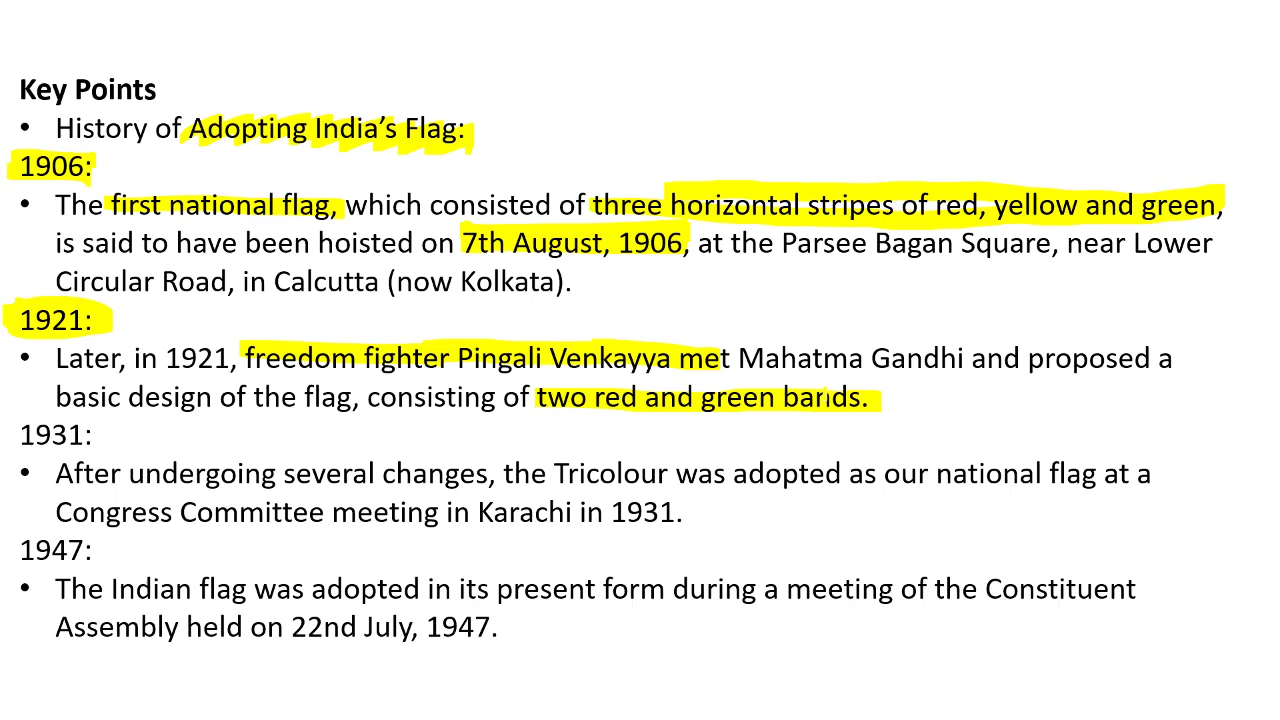 Key Points
• History of Adopting India’s Flag:
1906:
• The first national flag, which consisted of three horizontal stripes of red, yellow and green,
is said to have been hoisted on 7th August, 1906, at the Parsee Bagan Square, near Lower
Circular Road, in Calcutta (now Kolkata).
1921:
• Later, in 1921, freedom fighter Pingali Venkayya met Mahatma Gandhi and proposed a
basic design of the flag, consisting of two red and green bands.
1931:
• After undergoing several changes, the Tricolour was adopted as our national flag at a
Congress Committee meeting in Karachi in 1931.
1947:
• The Indian flag was adopted in its present form during a meeting of the Constituent
Assembly held on 22nd July, 1947.